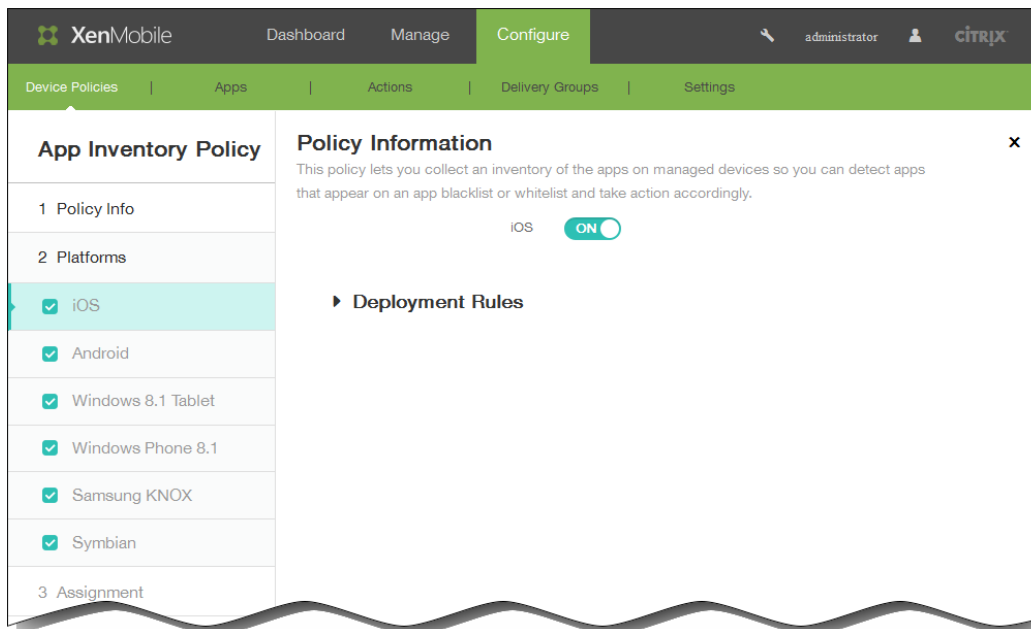 XenMobile Dashboard Manage Configure administrator CİTRIX
Device Policies | Apps | Actions | Delivery Groups | Settings
App Inventory Policy
1 Policy Info
2 Platforms
iOS
Android
Windows 8.1 Tablet
Windows Phone 8.1
Samsung KNOX
Symbian
3 Assignment
Policy Information
This policy lets you collect an inventory of the apps on managed devices so you can detect apps
that appear on an app blacklist or whitelist and take action accordingly.
iOS ON
Deployment Rules